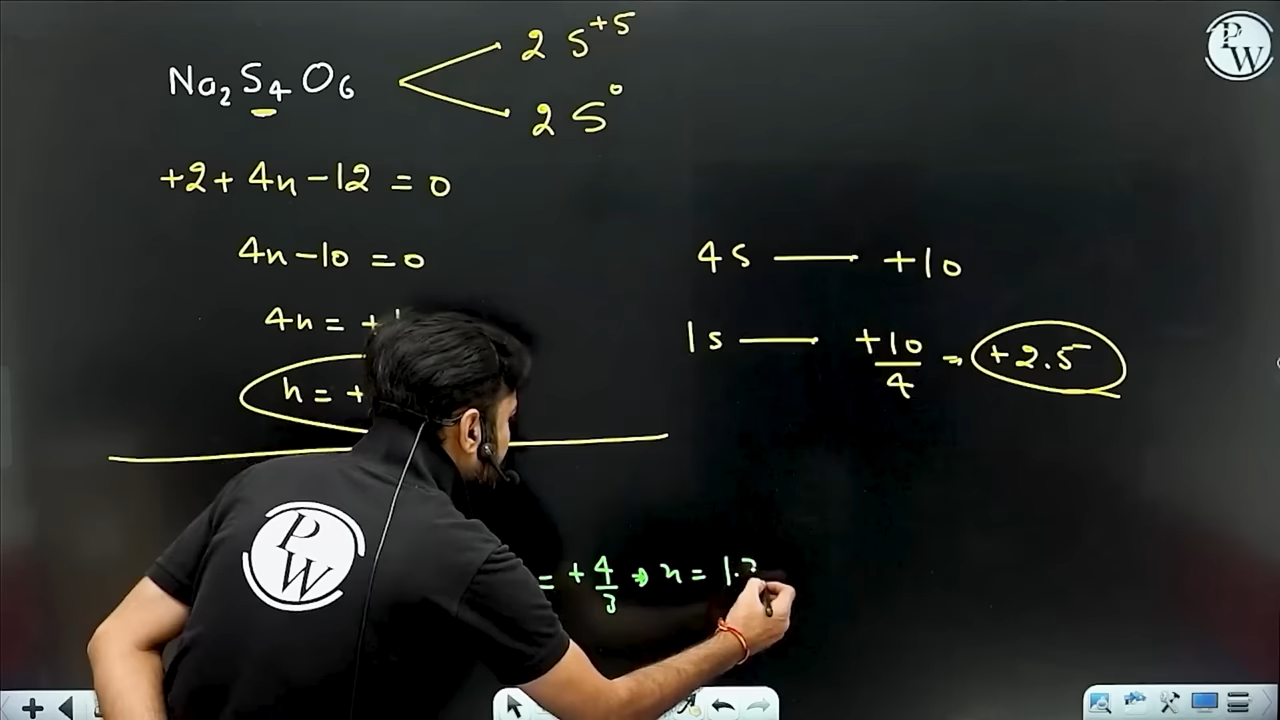 Na₂S₄O₆
2 S⁺⁵
2 S⁰
+2 + 4x - 12 = 0
4x - 10 = 0
4x = +
x = +
4S —— +10
1S —— +10/4 = +2.5
= + 4/3 ⇒ x = 1.3
PW
PW